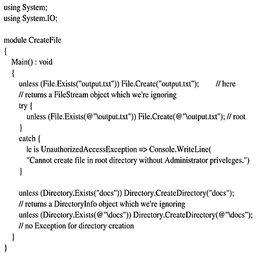 using System;
using System.IO;

module CreateFile
{
  Main() : void
  {
    unless (File.Exists("output.txt")) File.Create("output.txt");   // here
    // returns a FileStream object which we're ignoring
    try {
      unless (File.Exists(@"\output.txt")) File.Create(@"\output.txt"); // root
    }
    catch {
      |e is UnauthorizedAccessException => Console.WriteLine(
      "Cannot create file in root directory without Administrator priveleges.")
    }

    unless (Directory.Exists("docs")) Directory.CreateDirectory("docs");
    // returns a DirectoryInfo object which we're ignoring
    unless (Directory.Exists(@"\docs")) Directory.CreateDirectory(@"\docs");
    // no Exception for directory creation
  }
}